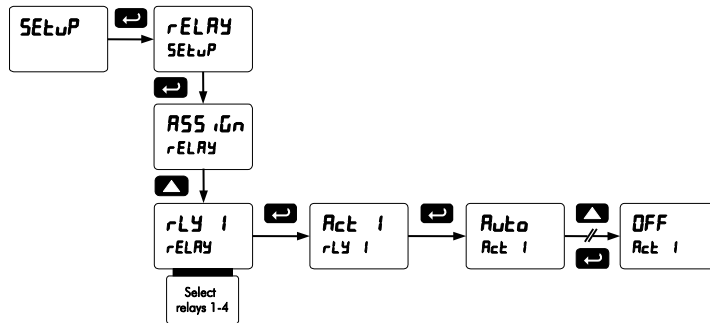 SEtuP
rELAY
SEtuP
ASSiGn
rELAY
rLY 1
rELAY
Act 1
rLY 1
Auto
Act 1
OFF
Act 1
Select
relays 1-4